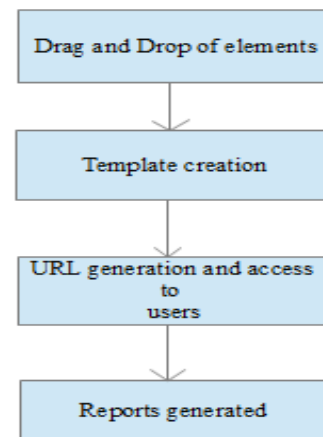 Drag and Drop of elements
Template creation
URL generation and access
to
users
Reports generated